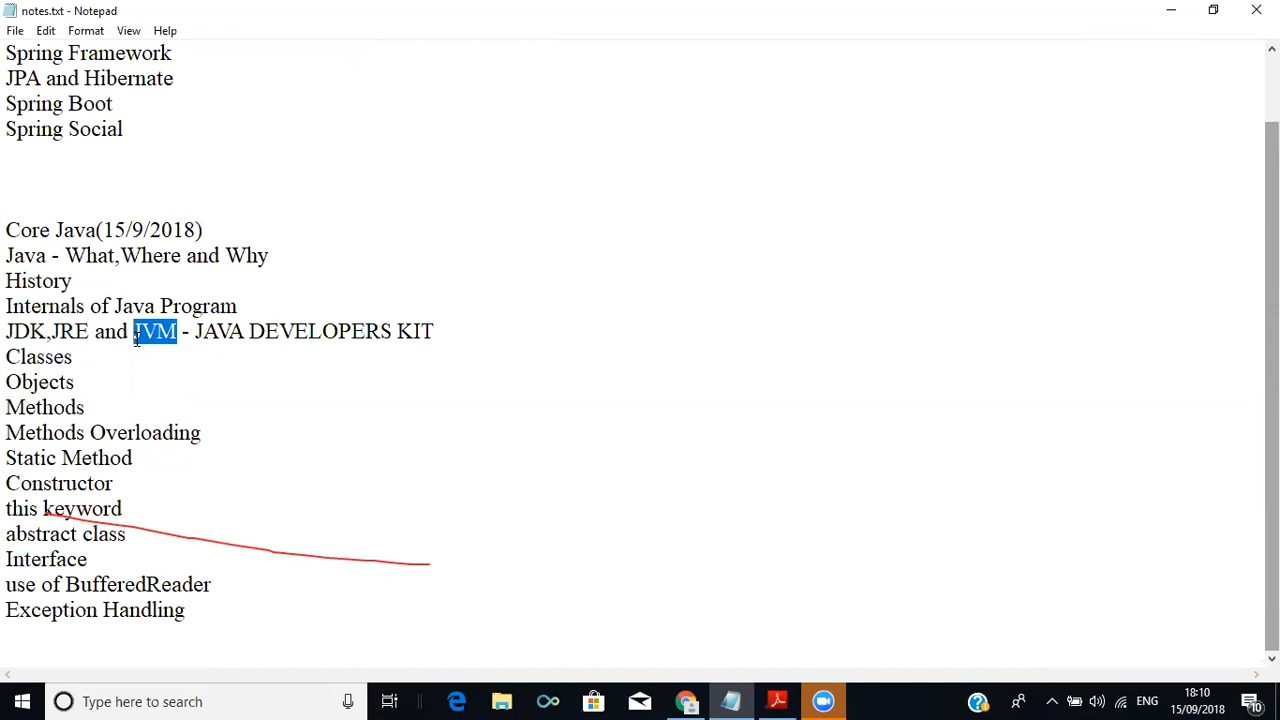 notes.txt - Notepad
File Edit Format View Help
Spring Framework
JPA and Hibernate
Spring Boot
Spring Social
Core Java(15/9/2018)
Java - What,Where and Why
History
Internals of Java Program
JDK,JRE and JVM - JAVA DEVELOPERS KIT
Classes
Objects
Methods
Methods Overloading
Static Method
Constructor
this keyword
abstract class
Interface
use of BufferedReader
Exception Handling
Type here to search
ENG
18:10
15/09/2018
10